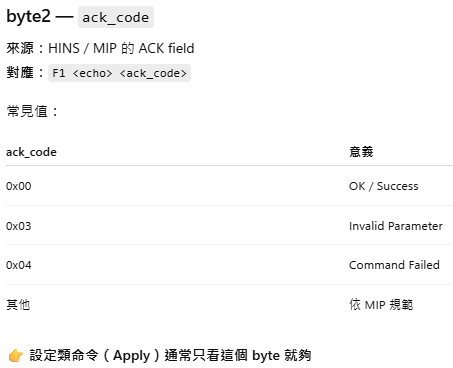 byte2 — ack_code
來源：HINS / MIP 的 ACK field
對應：F1 <echo> <ack_code>
常見值：
ack_code 意義
0x00 OK / Success
0x03 Invalid Parameter
0x04 Command Failed
其他 依 MIP 規範
👉 設定類命令（Apply）通常只看這個 byte 就夠